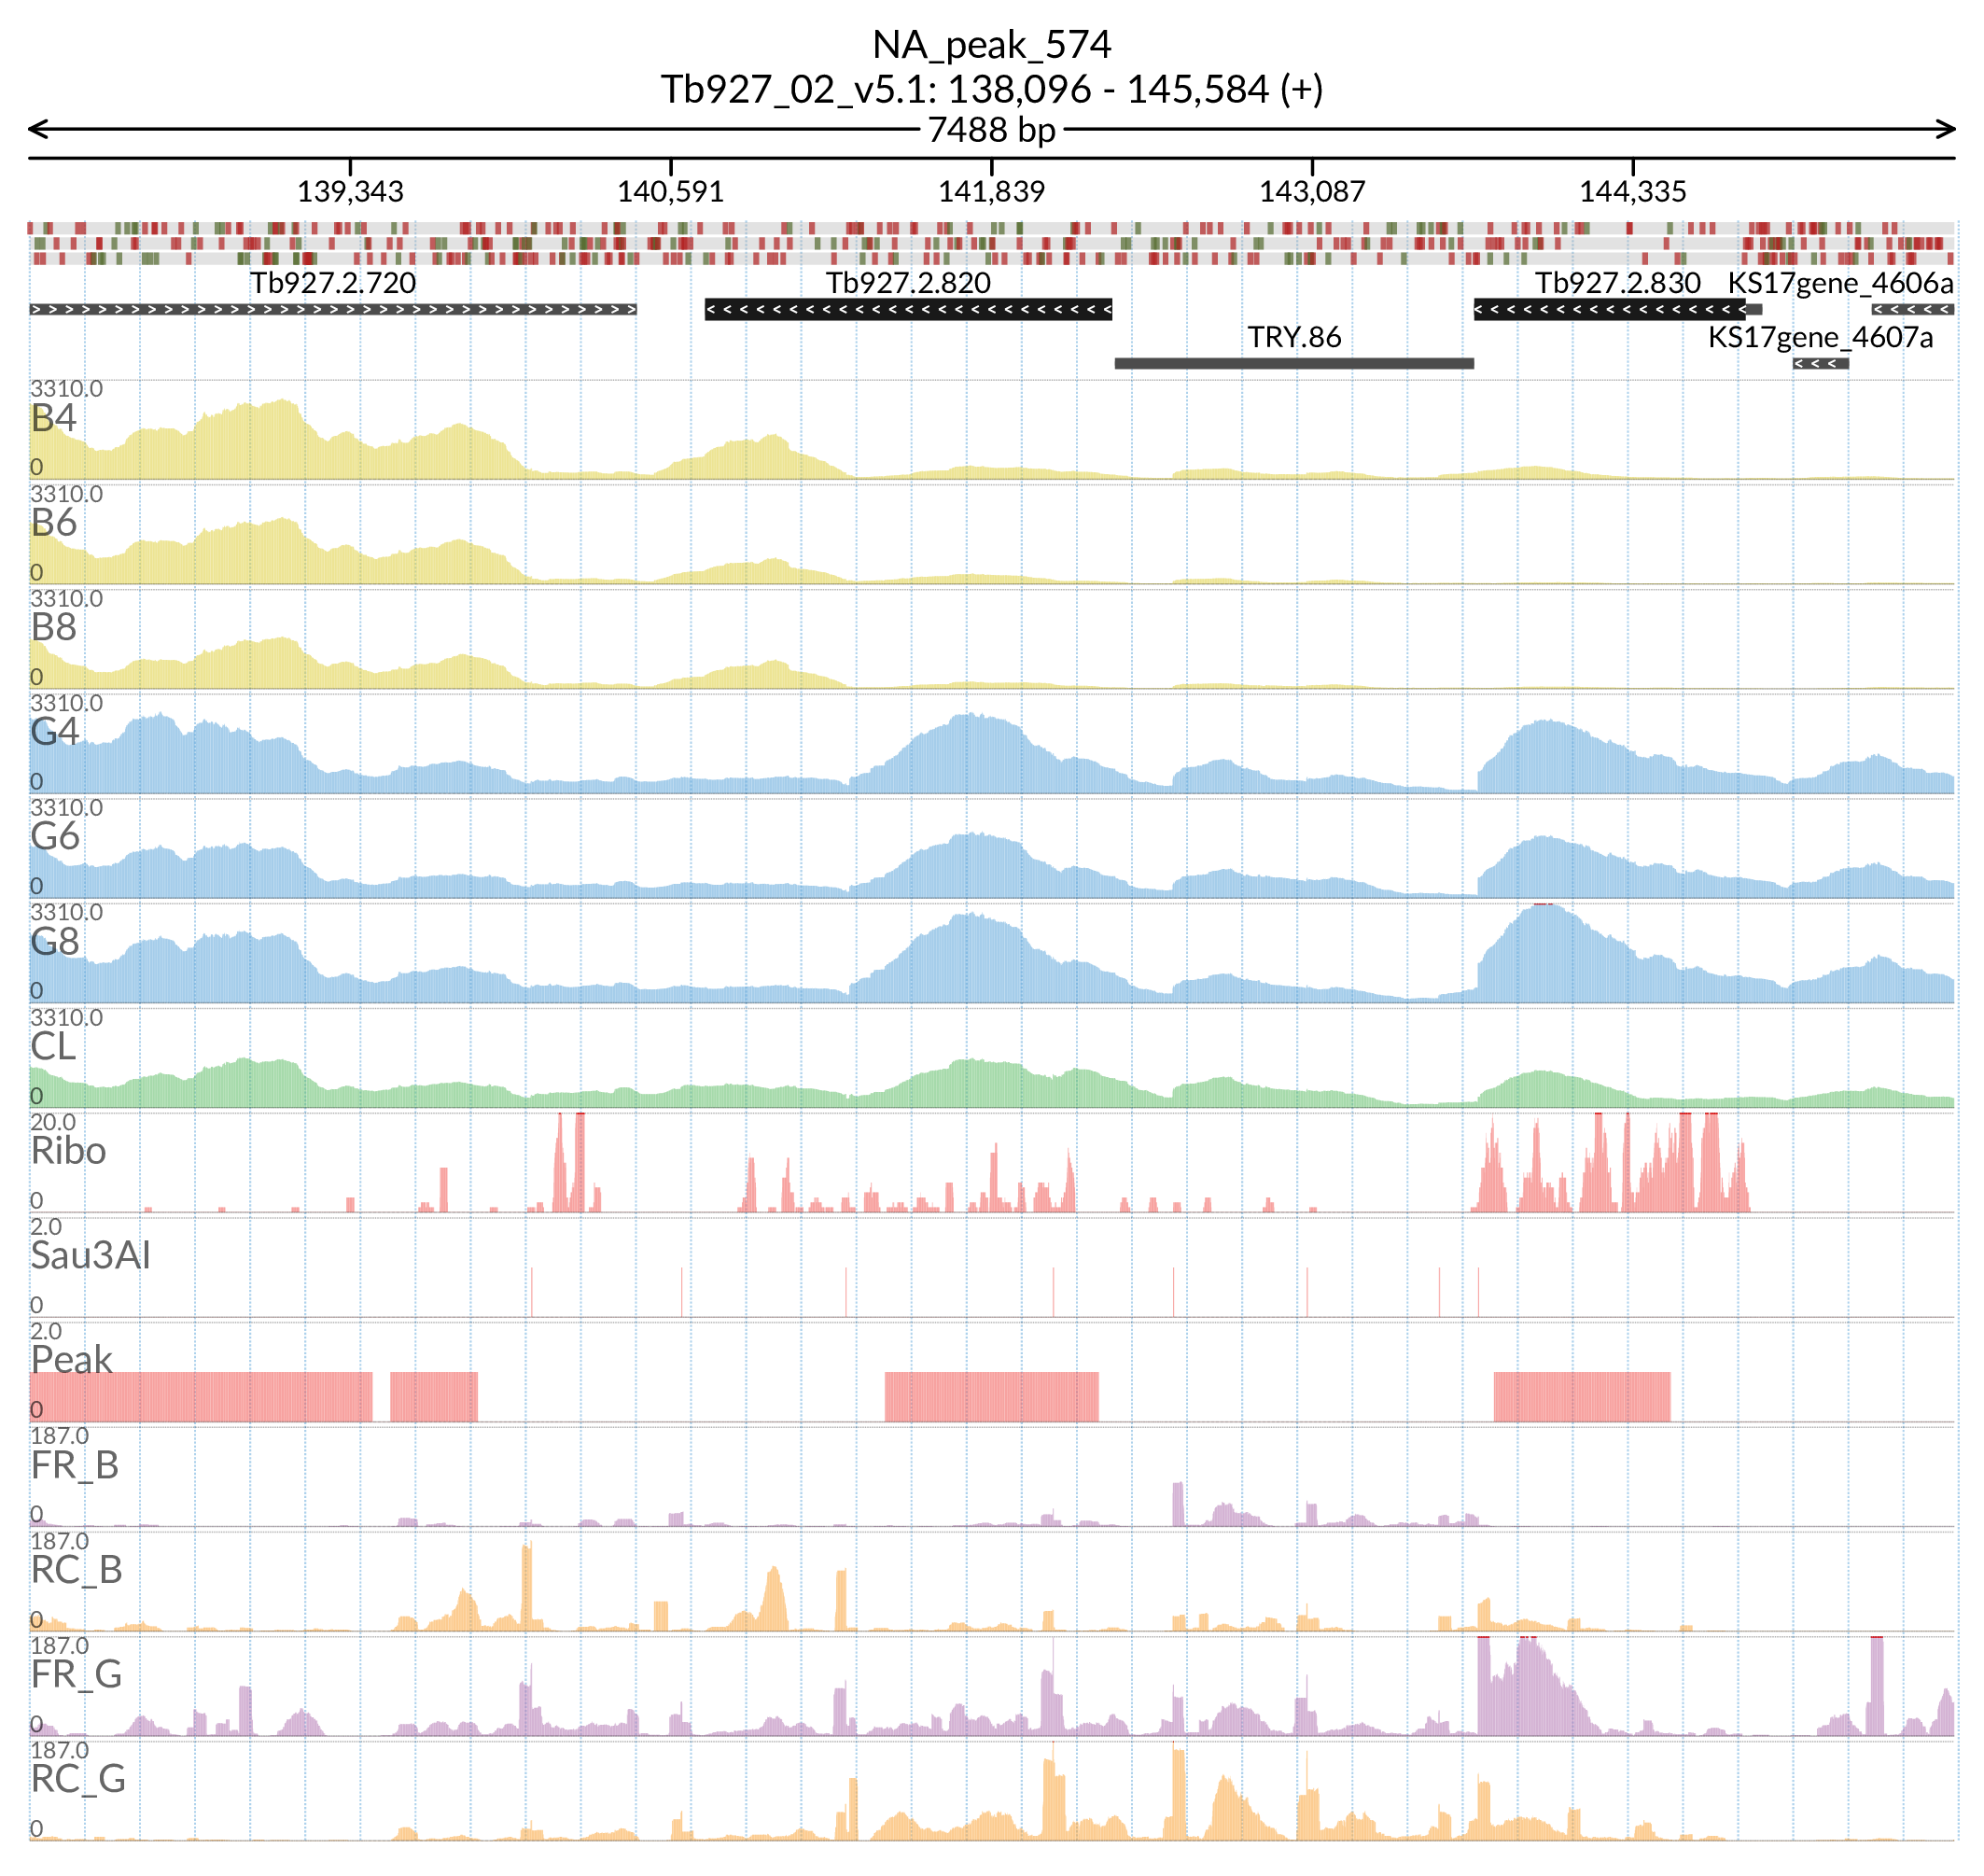 NA_peak_574
Tb927_02_v5.1: 138,096 - 145,584 (+)
7488 bp
139,343 140,591 141,839 143,087 144,335
Tb927.2.720 Tb927.2.820 Tb927.2.830 KS17gene_4606a
TRY.86 KS17gene_4607a
3310.0
B4
0
3310.0
B6
0
3310.0
B8
0
3310.0
G4
0
3310.0
G6
0
3310.0
G8
0
3310.0
CL
0
20.0
Ribo
0
2.0
Sau3AI
0
2.0
Peak
0
187.0
FR_B
0
187.0
RC_B
0
187.0
FR_G
0
187.0
RC_G
0